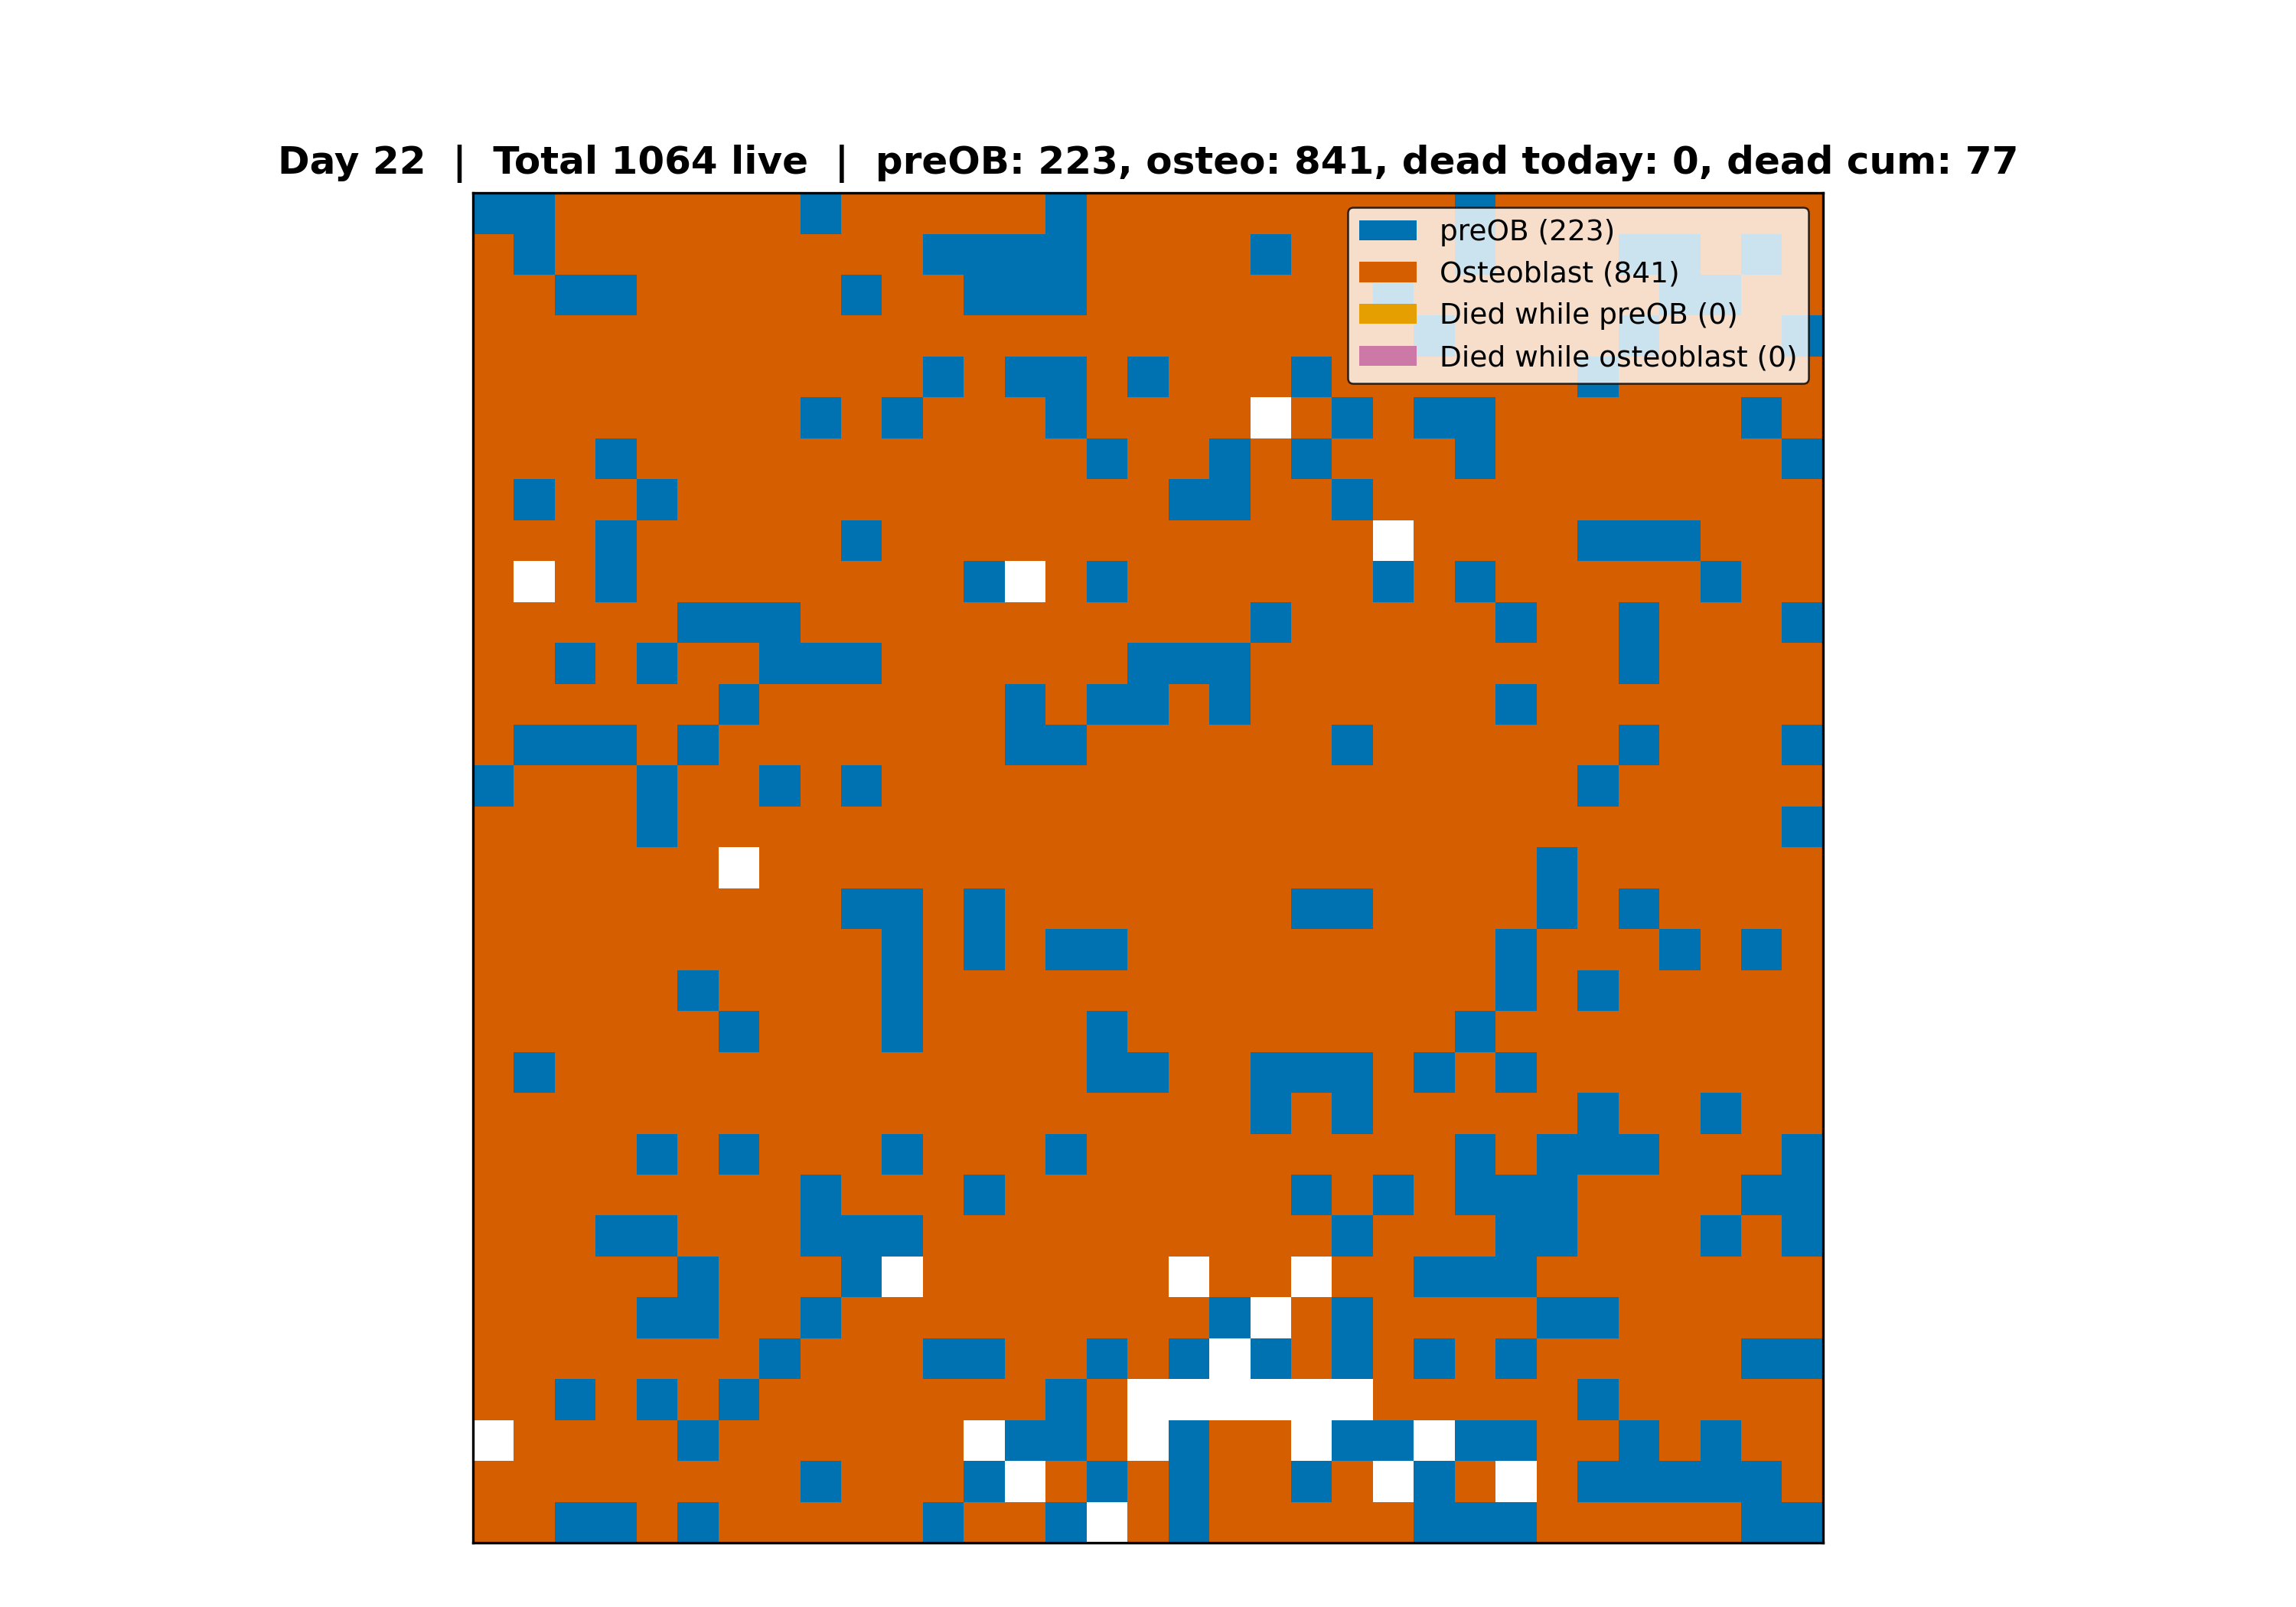 Day 22 | Total 1064 live | preOB: 223, osteo: 841, dead today: 0, dead cum: 77
preOB (223)
Osteoblast (841)
Died while preOB (0)
Died while osteoblast (0)